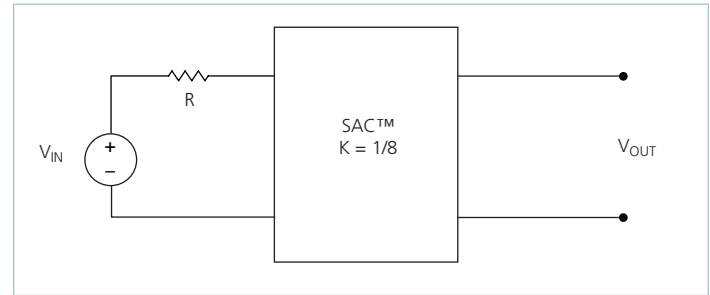 R
SAC™
K = 1/8
V_IN
+
−
V_OUT